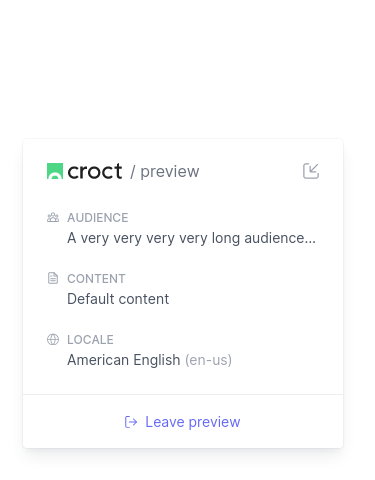 croct / preview
AUDIENCE
A very very very very long audience...
CONTENT
Default content
LOCALE
American English (en-us)
Leave preview